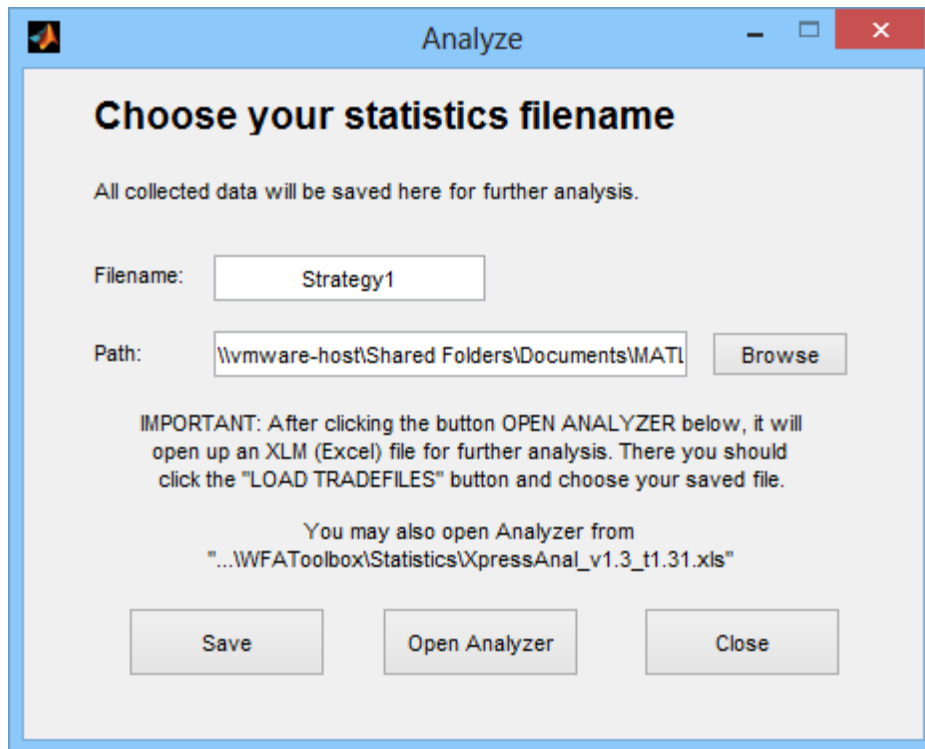 Analyze
Choose your statistics filename
All collected data will be saved here for further analysis.
Filename: Strategy1
Path: \\vmware-host\Shared Folders\Documents\MATL Browse
IMPORTANT: After clicking the button OPEN ANALYZER below, it will
open up an XLM (Excel) file for further analysis. There you should
click the "LOAD TRADEFILES" button and choose your saved file.
You may also open Analyzer from
"...\WFAToolbox\Statistics\XpressAnal_v1.3_t1.31.xls"
Save Open Analyzer Close